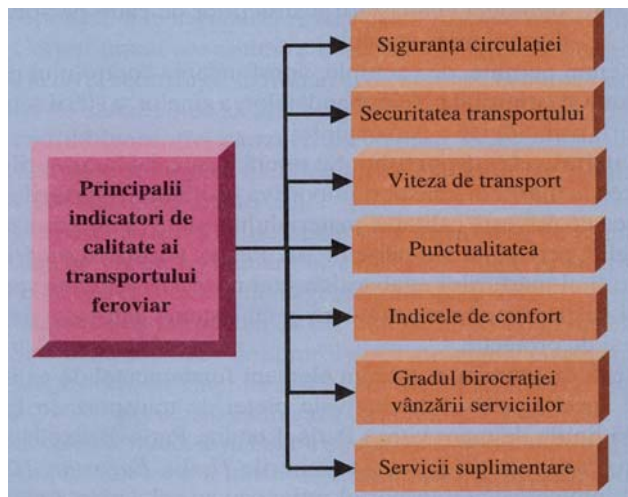 Principalii
indicatori de
calitate ai
transportului
feroviar
Siguranța circulației
Securitatea transportului
Viteza de transport
Punctualitatea
Indicele de confort
Gradul birocrației
vânzării serviciilor
Servicii suplimentare